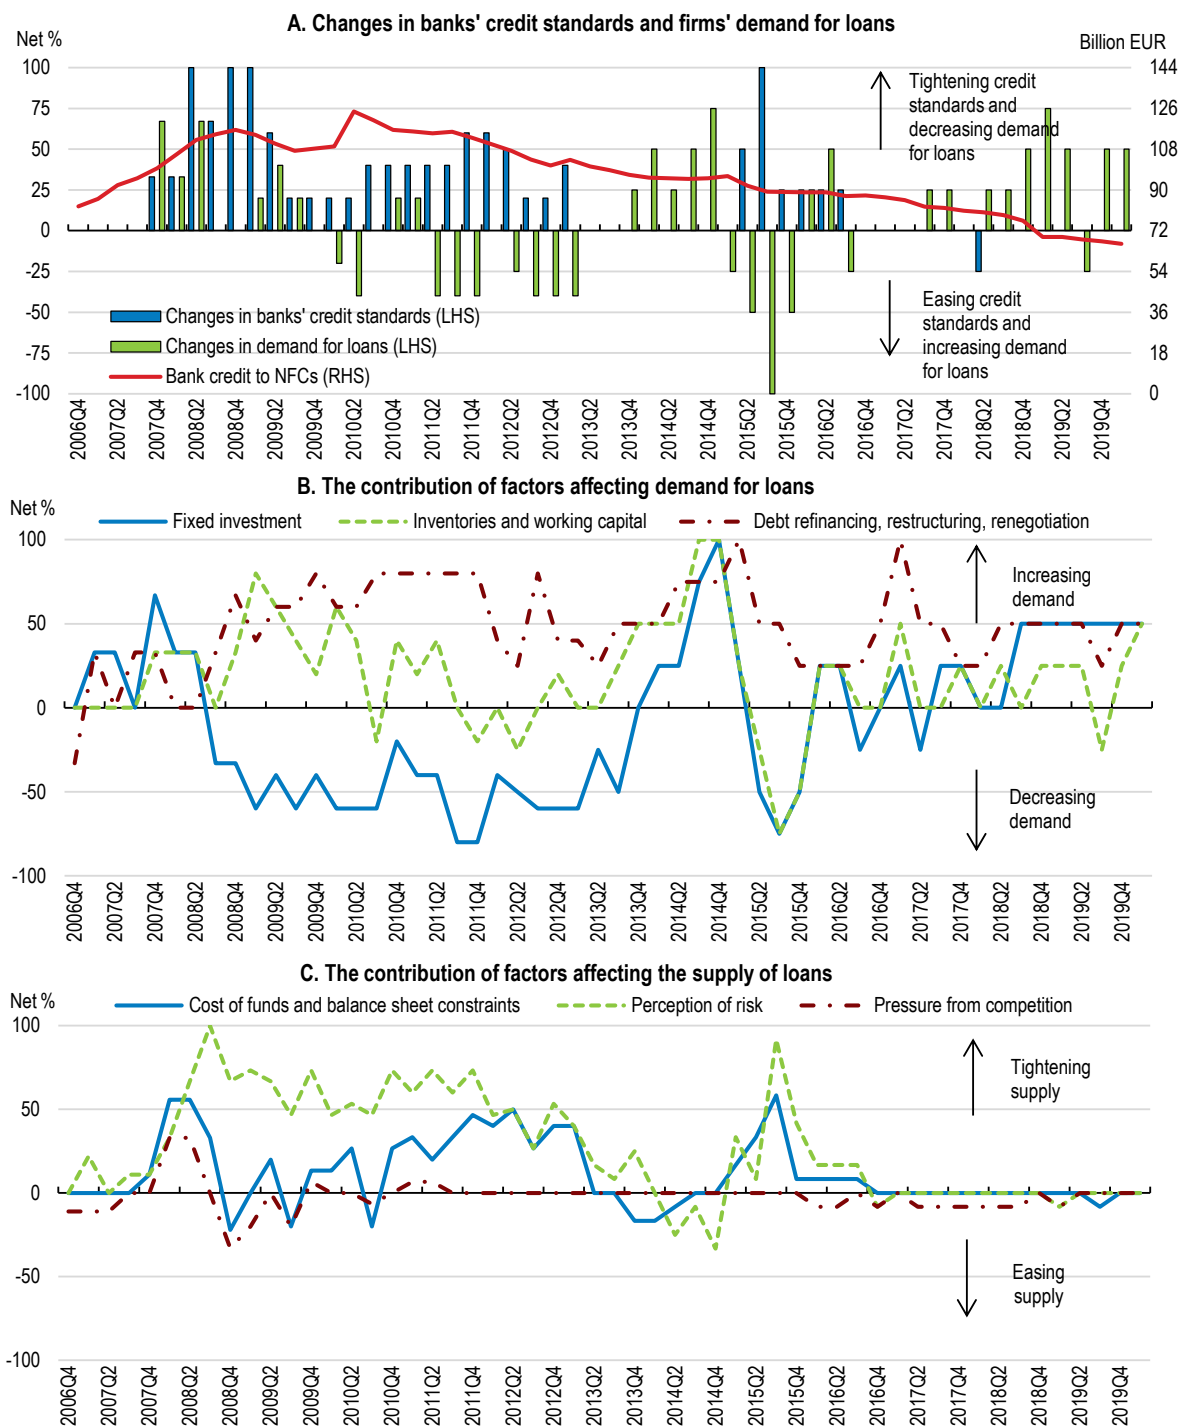 A. Changes in banks' credit standards and firms' demand for loans
Net %
Billion EUR
100
75
50
25
0
-25
-50
-75
-100
144
126
108
90
72
54
36
18
0
Tightening credit
standards and
decreasing demand
for loans
Easing credit
standards and
increasing demand
for loans
Changes in banks' credit standards (LHS)
Changes in demand for loans (LHS)
Bank credit to NFCs (RHS)
2006Q4
2007Q2
2007Q4
2008Q2
2008Q4
2009Q2
2009Q4
2010Q2
2010Q4
2011Q2
2011Q4
2012Q2
2012Q4
2013Q2
2013Q4
2014Q2
2014Q4
2015Q2
2015Q4
2016Q2
2016Q4
2017Q2
2017Q4
2018Q2
2018Q4
2019Q2
2019Q4
B. The contribution of factors affecting demand for loans
Net %
Fixed investment
Inventories and working capital
Debt refinancing, restructuring, renegotiation
100
50
0
-50
-100
Increasing
demand
Decreasing
demand
2006Q4
2007Q2
2007Q4
2008Q2
2008Q4
2009Q2
2009Q4
2010Q2
2010Q4
2011Q2
2011Q4
2012Q2
2012Q4
2013Q2
2013Q4
2014Q2
2014Q4
2015Q2
2015Q4
2016Q2
2016Q4
2017Q2
2017Q4
2018Q2
2018Q4
2019Q2
2019Q4
C. The contribution of factors affecting the supply of loans
Net %
Cost of funds and balance sheet constraints
Perception of risk
Pressure from competition
100
50
0
-50
-100
Tightening
supply
Easing
supply
2006Q4
2007Q2
2007Q4
2008Q2
2008Q4
2009Q2
2009Q4
2010Q2
2010Q4
2011Q2
2011Q4
2012Q2
2012Q4
2013Q2
2013Q4
2014Q2
2014Q4
2015Q2
2015Q4
2016Q2
2016Q4
2017Q2
2017Q4
2018Q2
2018Q4
2019Q2
2019Q4